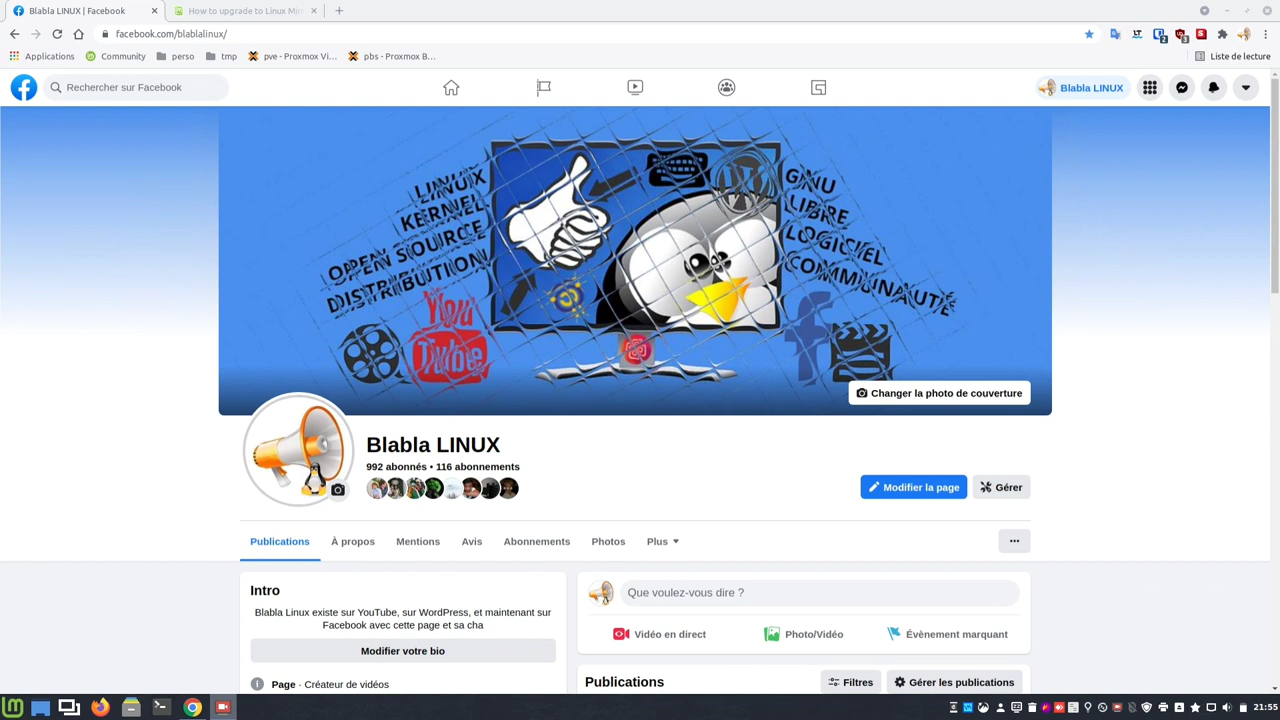 Blabla LINUX | Facebook
How to upgrade to Linux Min
facebook.com/blablalinux/
Applications
Community
perso
tmp
pve - Proxmox Vi...
pbs - Proxmox B...
Liste de lecture
Rechercher sur Facebook
Blabla LINUX
LINUX
KERNEL
OPEN SOURCE
DISTRIBUTION
GNU
LIBRE
LOGICIEL
COMMUNAUTÉ
You
Tube
Changer la photo de couverture
Blabla LINUX
992 abonnés • 116 abonnements
Modifier la page
Gérer
Publications
À propos
Mentions
Avis
Abonnements
Photos
Plus
Intro
Blabla Linux existe sur YouTube, sur WordPress, et maintenant sur
Facebook avec cette page et sa cha
Modifier votre bio
Page · Créateur de vidéos
Que voulez-vous dire ?
Vidéo en direct
Photo/Vidéo
Évènement marquant
Publications
Filtres
Gérer les publications
21:55